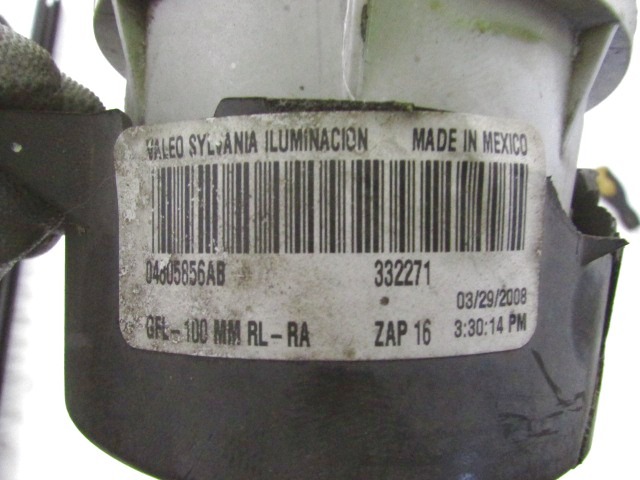 VALEO SYLVANIA ILUMINACION MADE IN MEXICO
04805856AB 332271
03/29/2008
GFL-100 MM RL-RA ZAP 16 3:30:14 PM